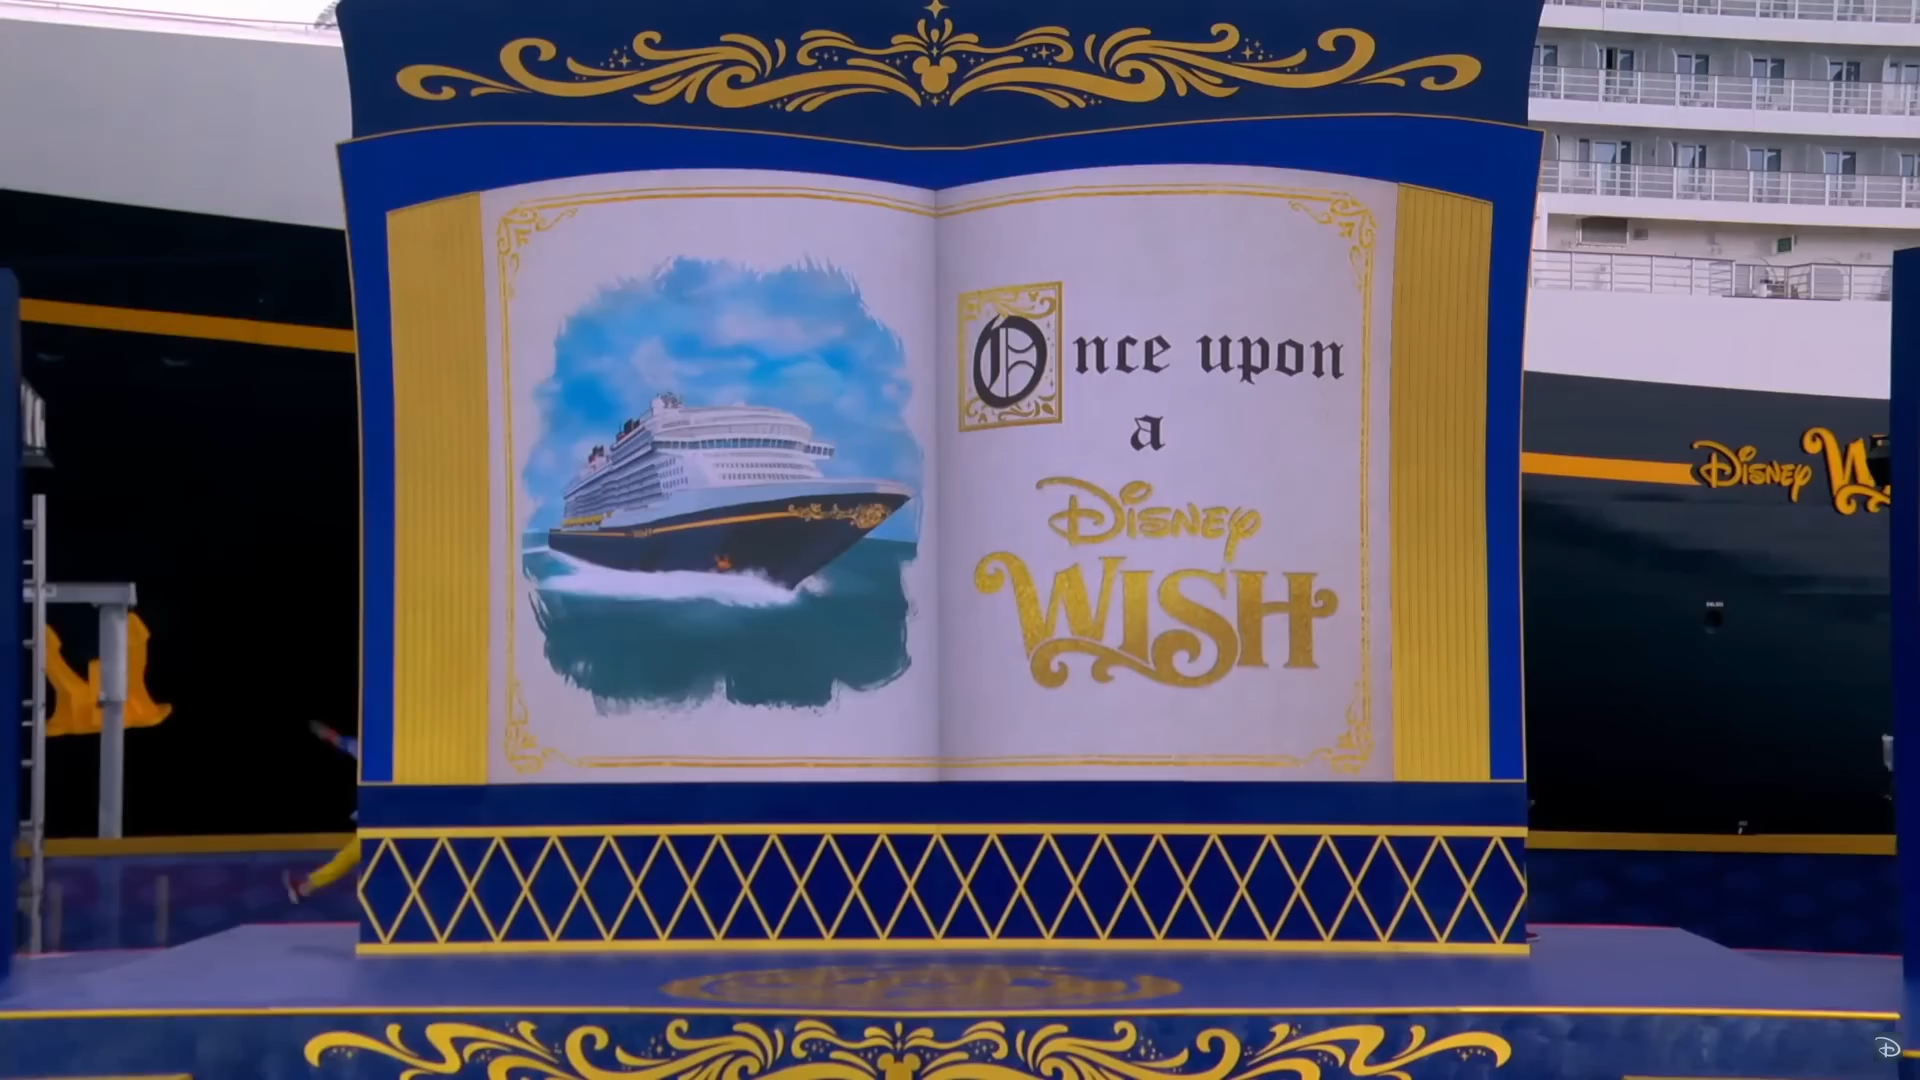 Once upon
a
Disney
WISH
Disney W